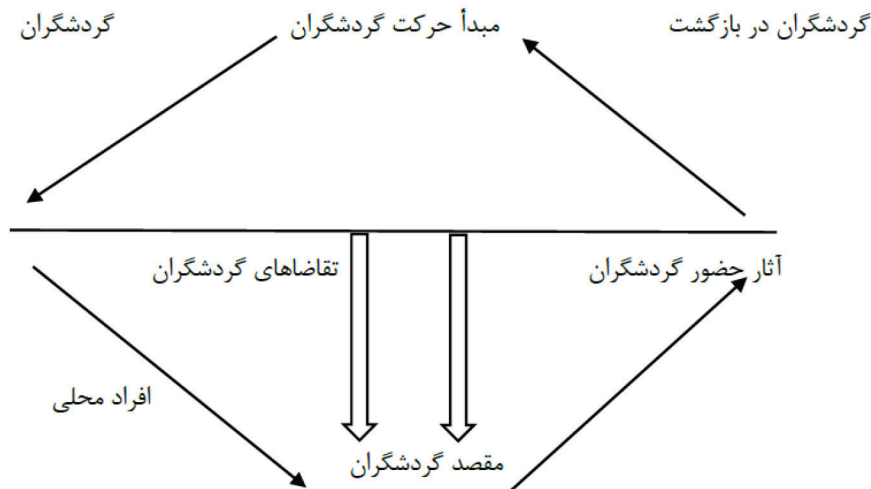 گردشگران در بازگشت
مبدأ حرکت گردشگران
گردشگران
آثار حضور گردشگران
تقاضاهای گردشگران
افراد محلی
مقصد گردشگران